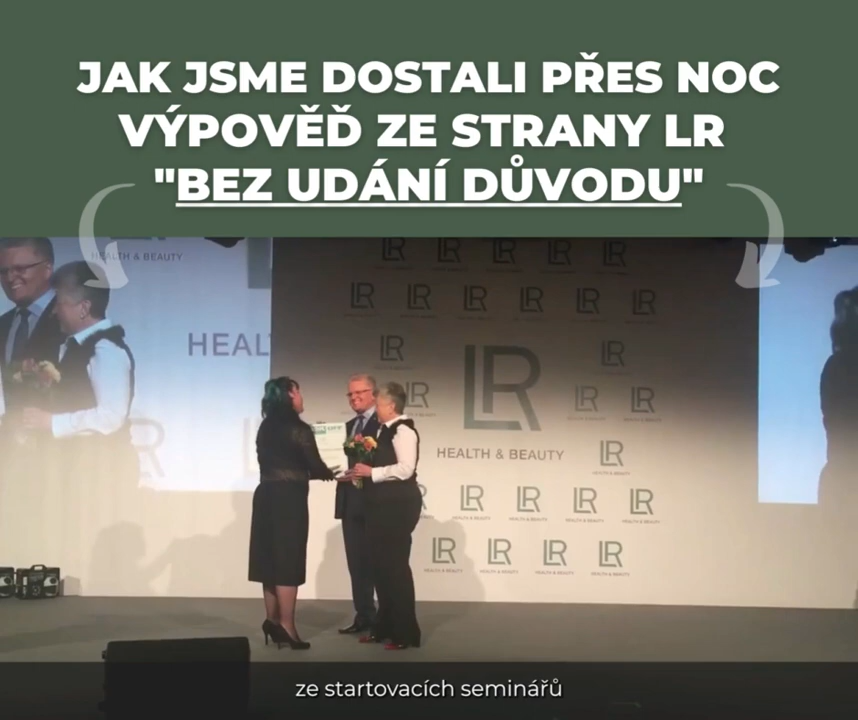 JAK JSME DOSTALI PŘES NOC
VÝPOVĚĎ ZE STRANY LR
"BEZ UDÁNÍ DŮVODU"
HEALTH & BEAUTY
HEAL
LR
HEALTH & BEAUTY
ze startovacích seminářů